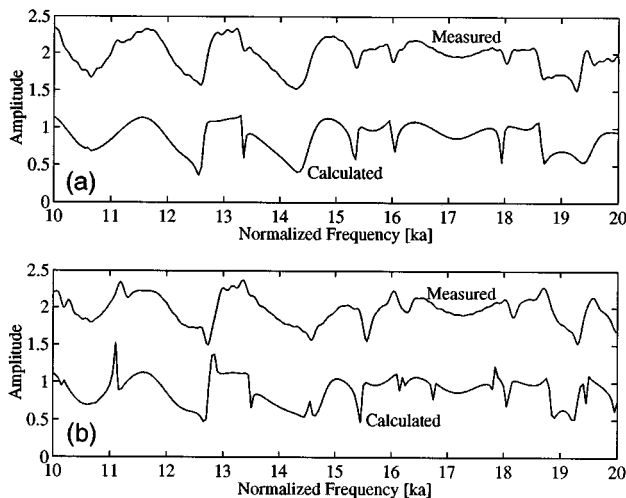 2.5
2
1.5
1
0.5
0
Amplitude
Measured
Calculated
(a)
10 11 12 13 14 15 16 17 18 19 20
Normalized Frequency [ka]
2.5
2
1.5
1
0.5
0
Amplitude
Measured
Calculated
(b)
10 11 12 13 14 15 16 17 18 19 20
Normalized Frequency [ka]